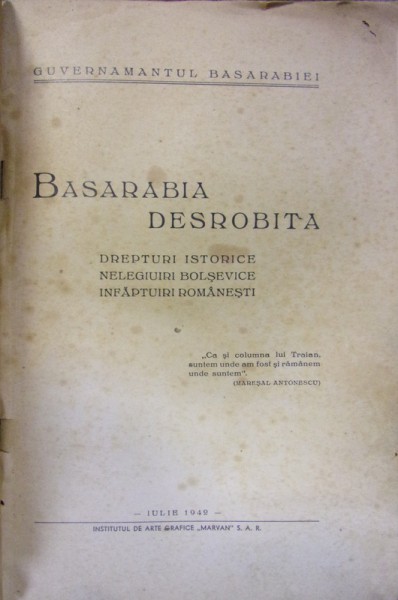 GUVERNAMANTUL BASARABIEI
BASARABIA
DESROBITA
DREPTURI ISTORICE
NELEGIUIRI BOLȘEVICE
INFĂPTUIRI ROMÂNEȘTI
„Ca și columna lui Traian,
suntem unde am fost și rămânem
unde suntem".
(MAREȘAL ANTONESCU)
— IULIE 1942 —
INSTITUTUL DE ARTE GRAFICE „MARVAN" S. A. R.